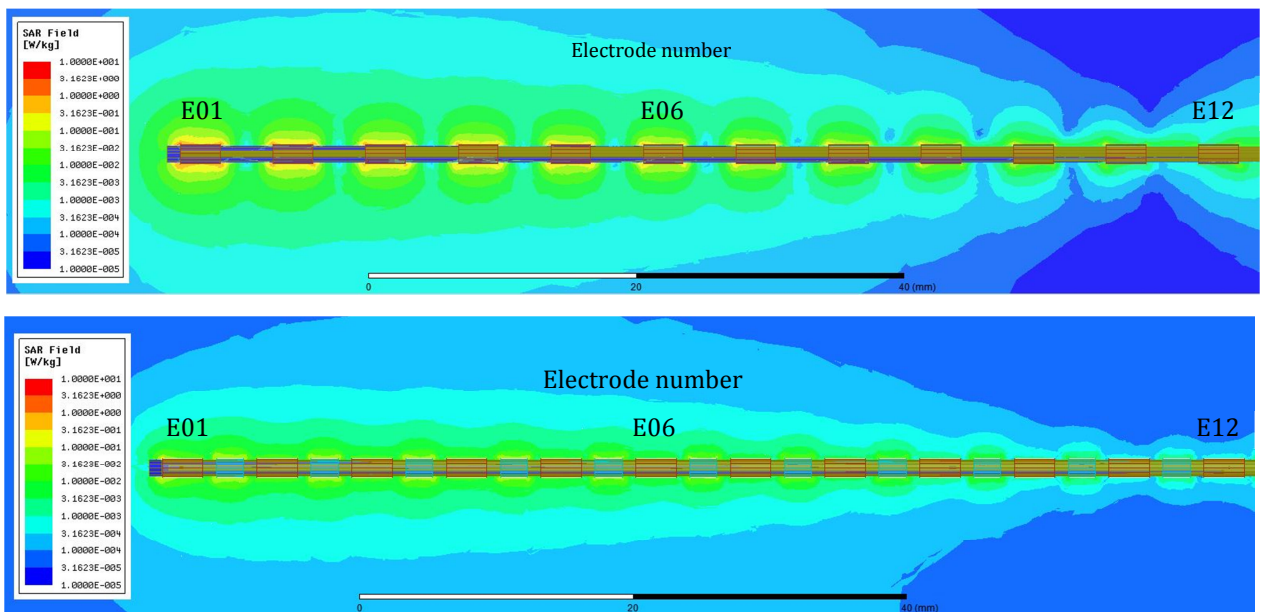 SAR Field
[W/kg]
1.0000E+001
3.1623E+000
1.0000E+000
3.1623E-001
1.0000E-001
3.1623E-002
1.0000E-002
3.1623E-003
1.0000E-003
3.1623E-004
1.0000E-004
3.1623E-005
1.0000E-005
Electrode number
E01
E06
E12
0
20
40 (mm)
SAR Field
[W/kg]
1.0000E+001
3.1623E+000
1.0000E+000
3.1623E-001
1.0000E-001
3.1623E-002
1.0000E-002
3.1623E-003
1.0000E-003
3.1623E-004
1.0000E-004
3.1623E-005
1.0000E-005
Electrode number
E01
E06
E12
0
20
40 (mm)